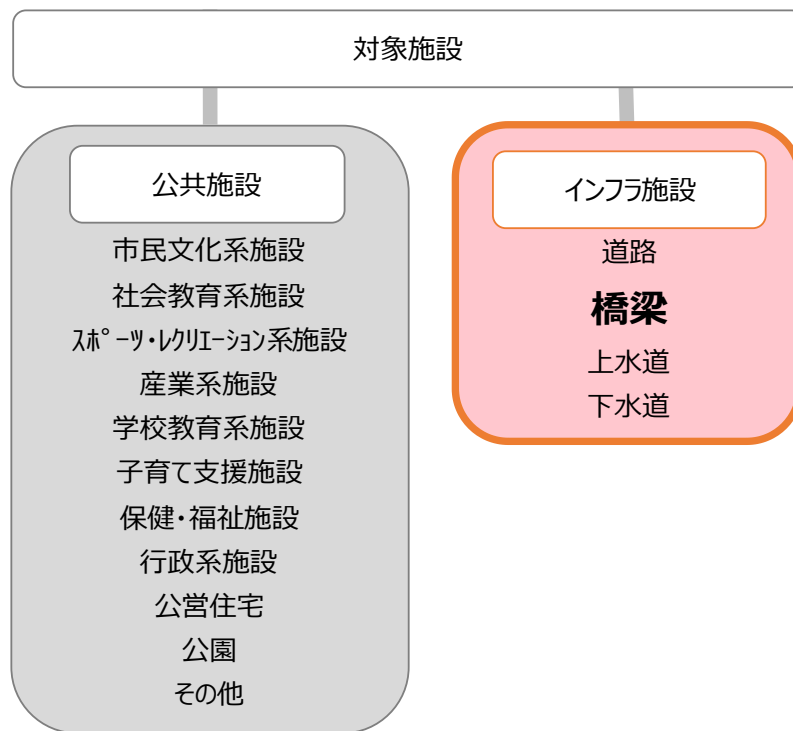 対象施設
公共施設
市民文化系施設
社会教育系施設
ｽﾎﾟｰﾂ・ﾚｸﾘｴｰｼｮﾝ系施設
産業系施設
学校教育系施設
子育て支援施設
保健・福祉施設
行政系施設
公営住宅
公園
その他
インフラ施設
道路
橋梁
上水道
下水道